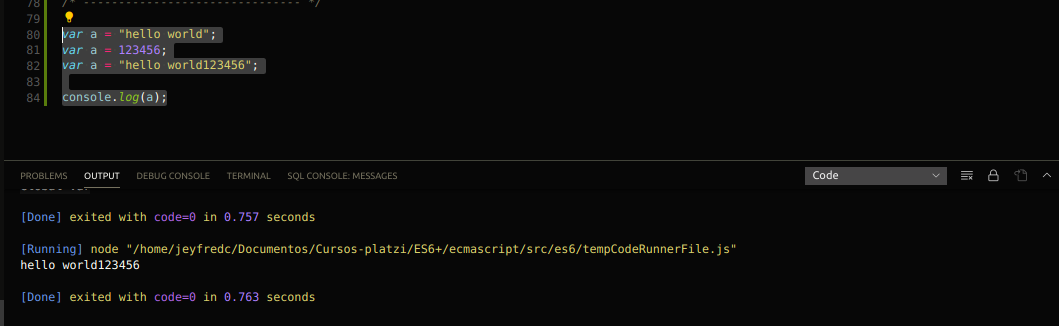 78 /* ------------------------------- */
79
80 var a = "hello world";
81 var a = 123456;
82 var a = "hello world123456";
83
84 console.log(a);
PROBLEMS OUTPUT DEBUG CONSOLE TERMINAL SQL CONSOLE: MESSAGES Code
[Done] exited with code=0 in 0.757 seconds
[Running] node "/home/jeyfredc/Documentos/Cursos-platzi/ES6+/ecmascript/src/es6/tempCodeRunnerFile.js"
hello world123456
[Done] exited with code=0 in 0.763 seconds